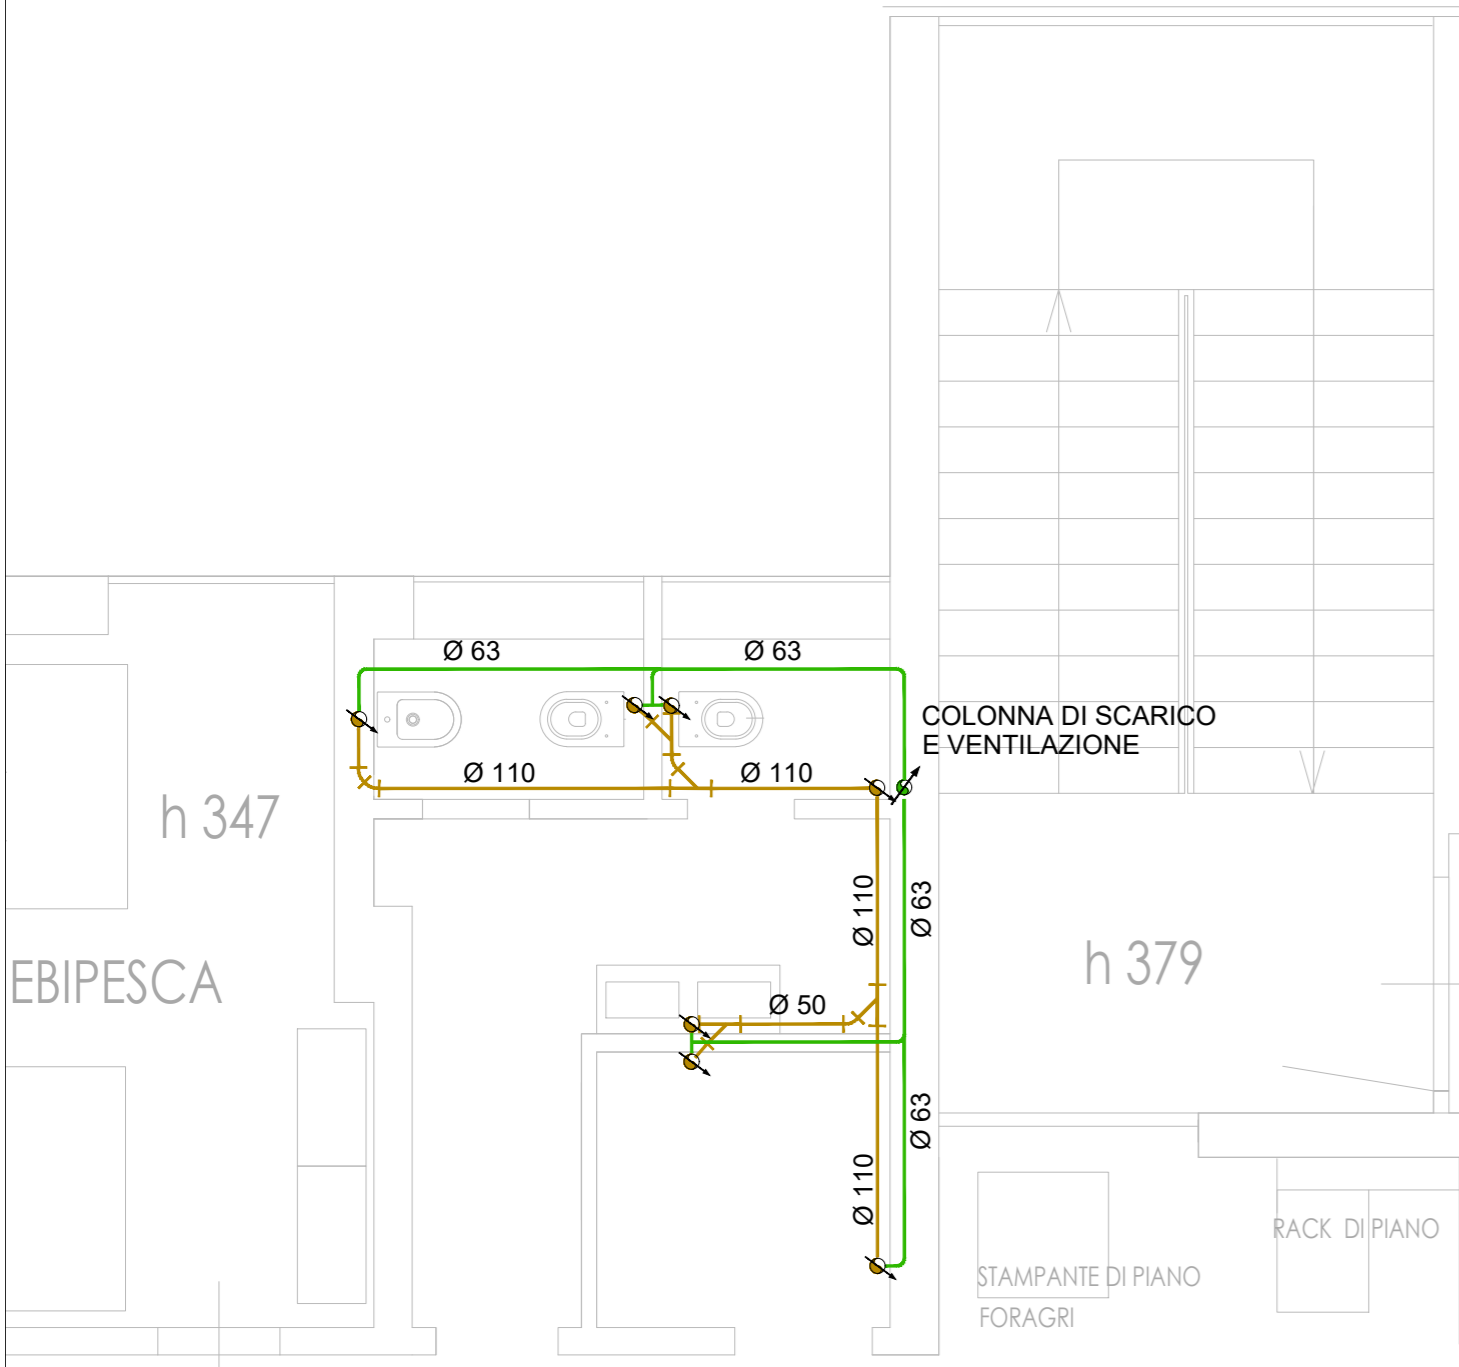 Ø 63
Ø 63
COLONNA DI SCARICO
E VENTILAZIONE
Ø 110
Ø 110
h 347
Ø 110
Ø 63
h 379
EBIPESCA
Ø 50
Ø 63
Ø 110
RACK DI PIANO
STAMPANTE DI PIANO
FORAGRI